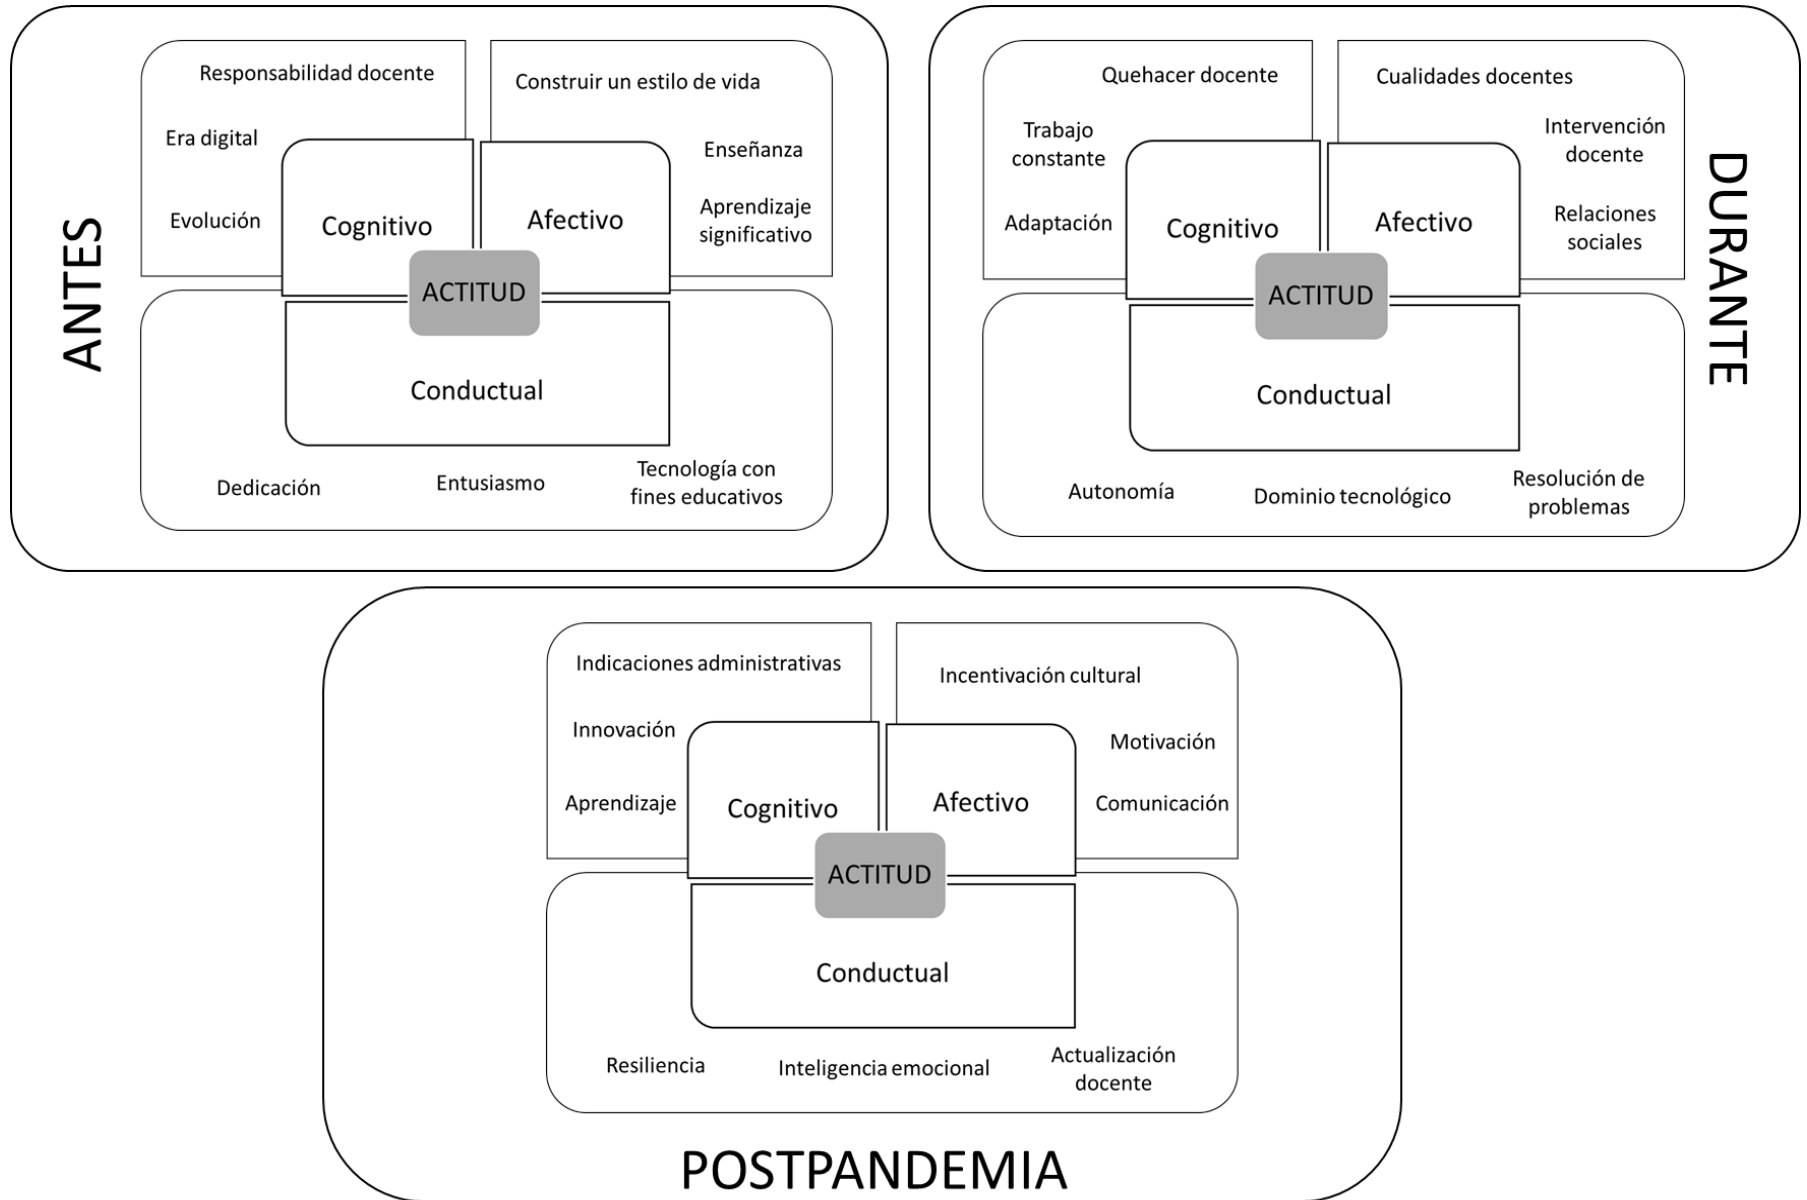 ANTES
Responsabilidad docente
Era digital
Evolución
Cognitivo
Construir un estilo de vida
Enseñanza
Aprendizaje
significativo
Afectivo
ACTITUD
Conductual
Dedicación
Entusiasmo
Tecnología con
fines educativos
DURANTE
Quehacer docente
Trabajo
constante
Adaptación
Cognitivo
Cualidades docentes
Intervención
docente
Relaciones
sociales
Afectivo
ACTITUD
Conductual
Autonomía
Dominio tecnológico
Resolución de
problemas
Indicaciones administrativas
Innovación
Aprendizaje
Cognitivo
Incentivación cultural
Motivación
Comunicación
Afectivo
ACTITUD
Conductual
Resiliencia
Inteligencia emocional
Actualización
docente
POSTPANDEMIA